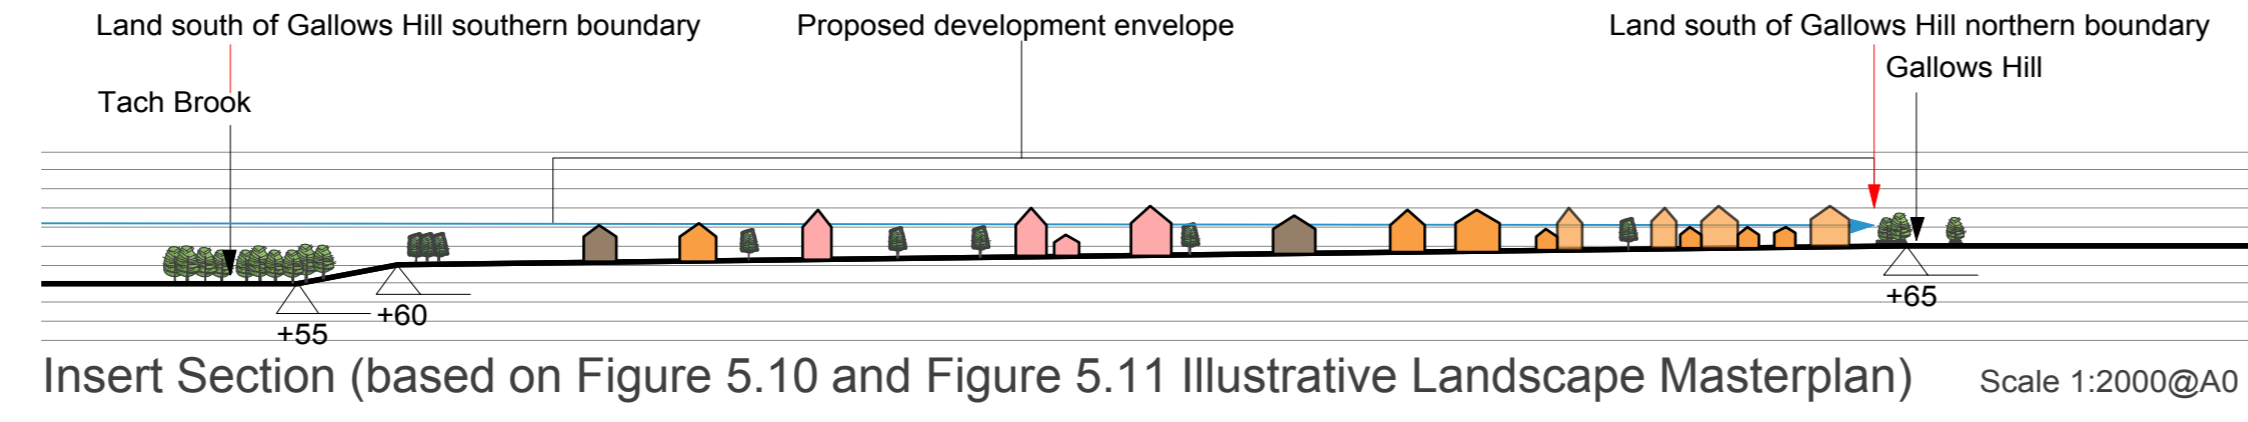 Land south of Gallows Hill southern boundary
Proposed development envelope
Land south of Gallows Hill northern boundary
Gallows Hill
Tach Brook
+55
+60
+65
Insert Section (based on Figure 5.10 and Figure 5.11 Illustrative Landscape Masterplan)
Scale 1:2000@A0